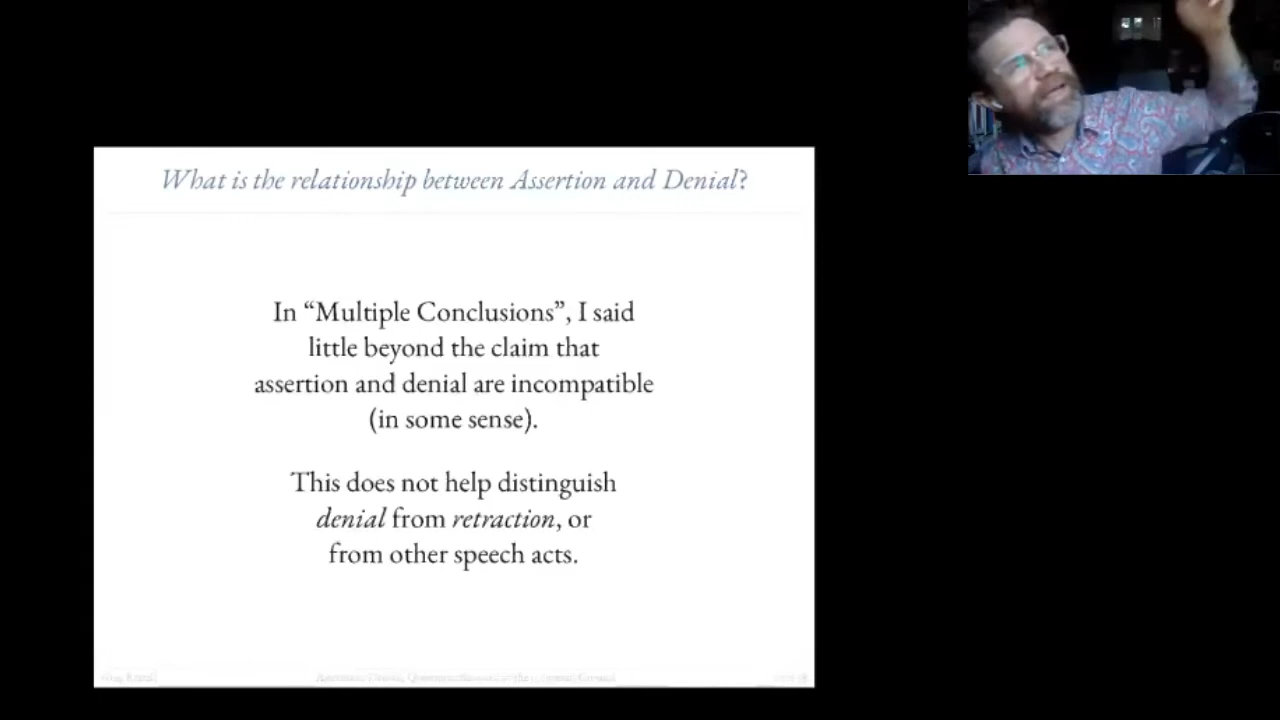 What is the relationship between Assertion and Denial?
In “Multiple Conclusions”, I said
little beyond the claim that
assertion and denial are incompatible
(in some sense).
This does not help distinguish
denial from retraction, or
from other speech acts.